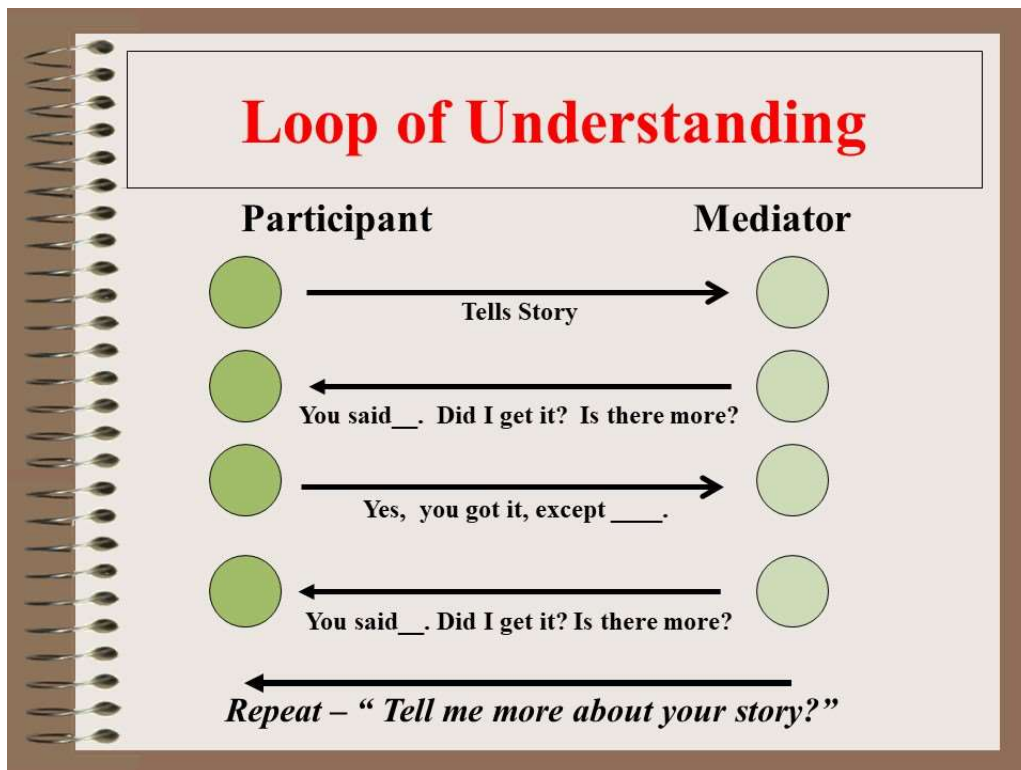 Loop of Understanding
Participant Mediator
Tells Story
You said__. Did I get it? Is there more?
Yes, you got it, except ____.
You said__. Did I get it? Is there more?
Repeat – “ Tell me more about your story?”